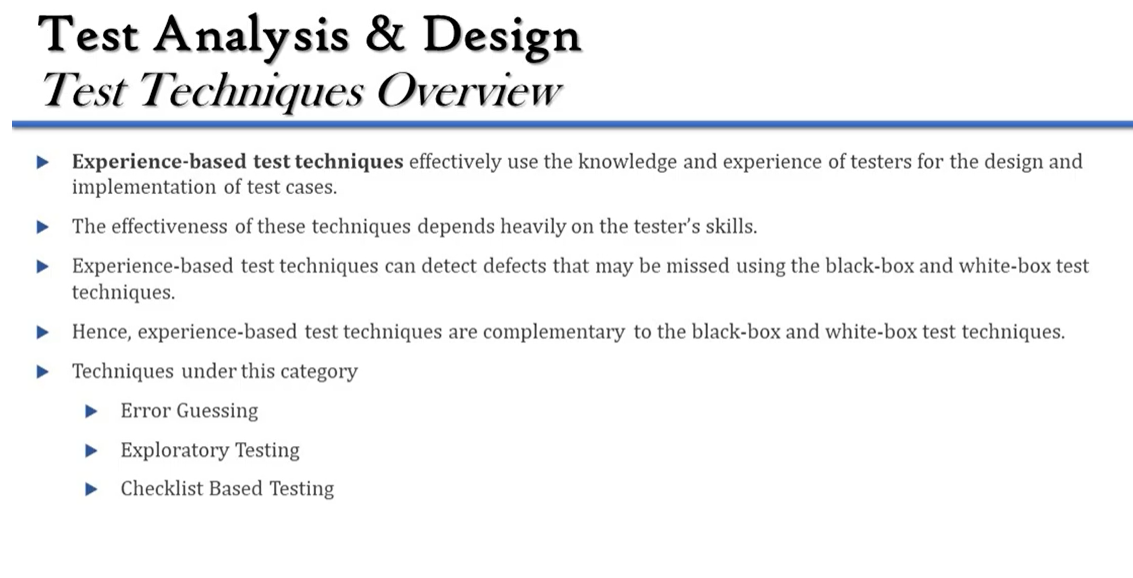 Test Analysis & Design
Test Techniques Overview
Experience-based test techniques effectively use the knowledge and experience of testers for the design and
implementation of test cases.
The effectiveness of these techniques depends heavily on the tester's skills.
Experience-based test techniques can detect defects that may be missed using the black-box and white-box test
techniques.
Hence, experience-based test techniques are complementary to the black-box and white-box test techniques.
Techniques under this category
Error Guessing
Exploratory Testing
Checklist Based Testing